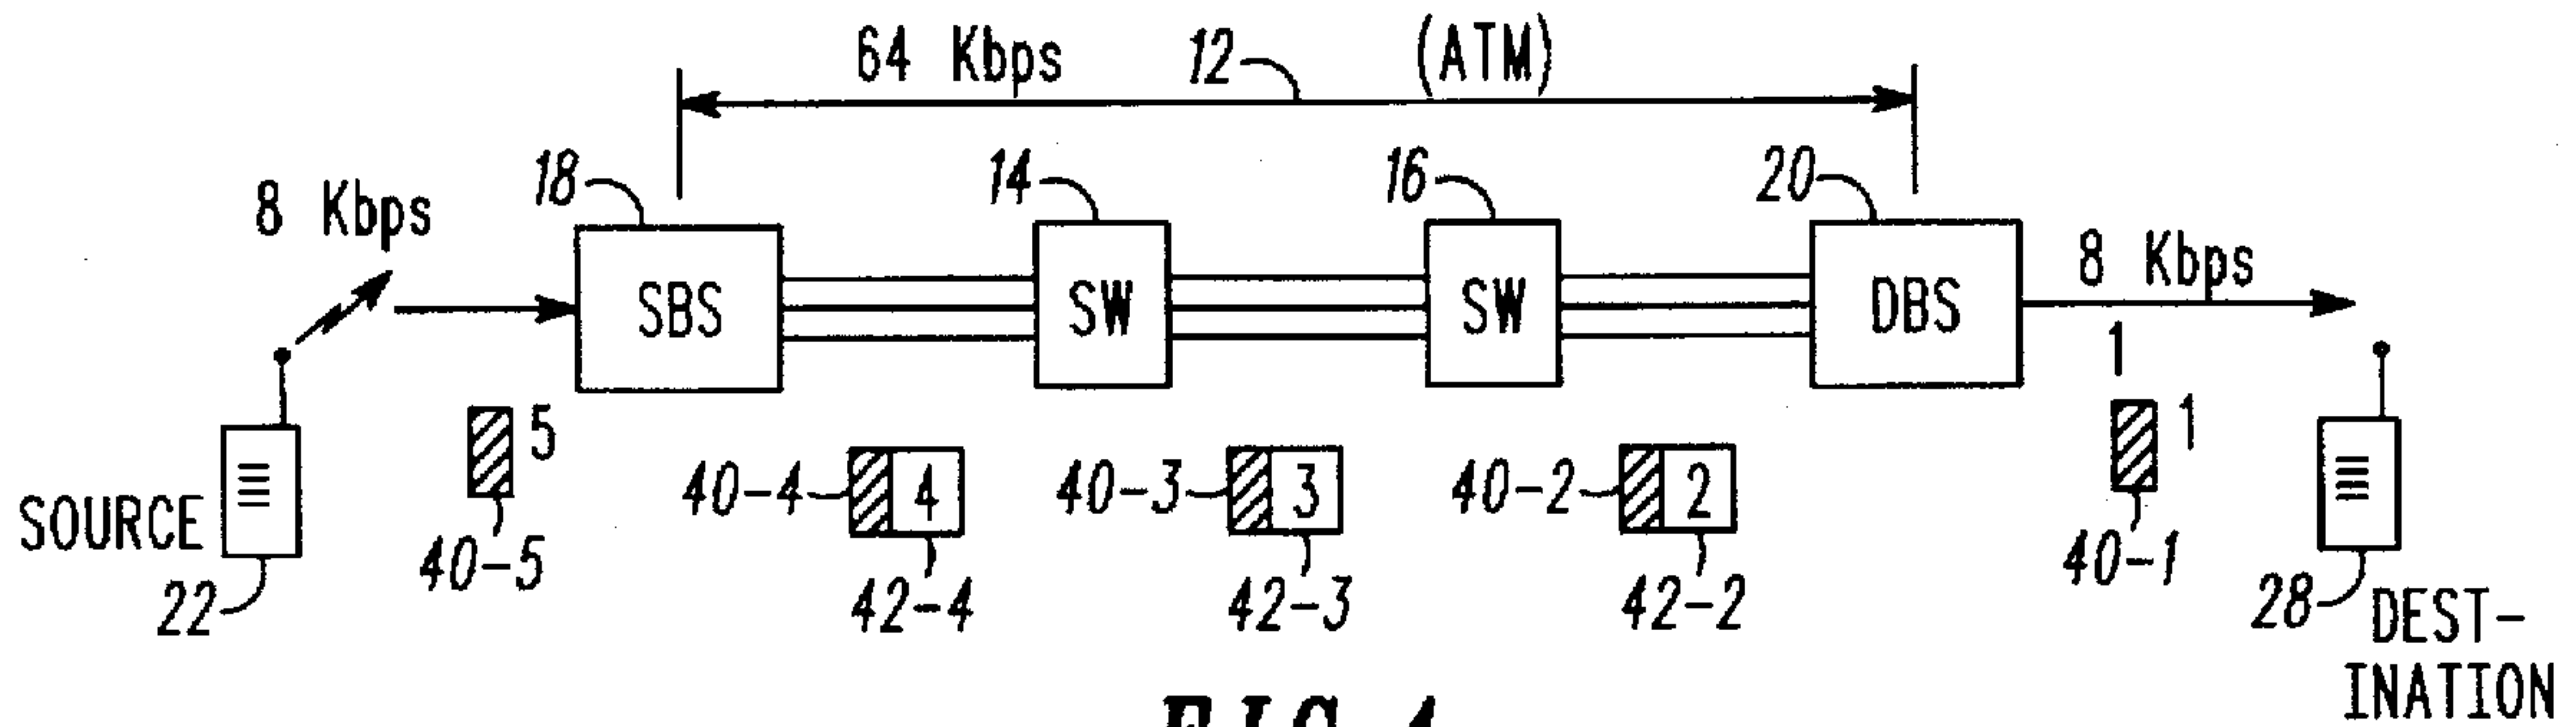 64 Kbps 12 (ATM)
8 Kbps 18 14 16 20 8 Kbps
SBS SW SW DBS
1
5 1
40-4 4 40-3 3 40-2 2
SOURCE 40-5 42-4 42-3 42-2 40-1
22 28 DEST-
INATION